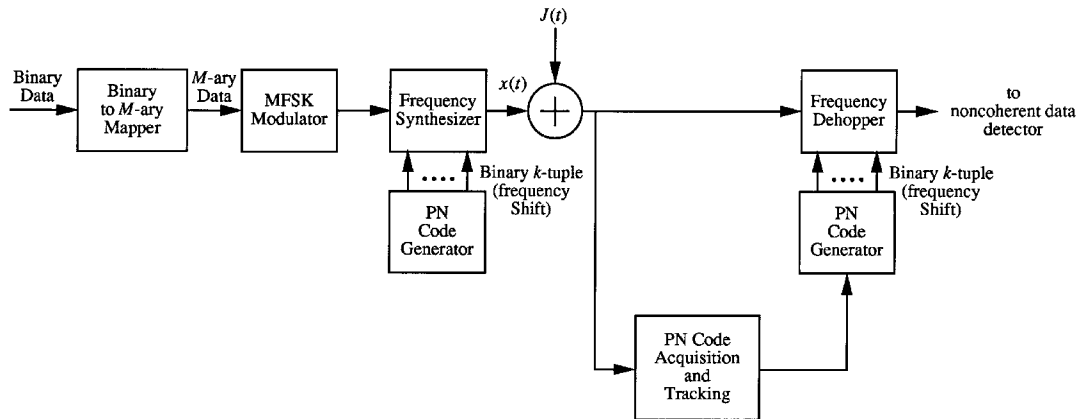 J(t)
Binary
Data
Binary
to M-ary
Mapper
M-ary
Data
MFSK
Modulator
Frequency
Synthesizer
x(t)
+
Frequency
Dehopper
to
noncoherent data
detector
....
Binary k-tuple
(frequency
Shift)
PN
Code
Generator
....
Binary k-tuple
(frequency
Shift)
PN
Code
Generator
PN Code
Acquisition
and
Tracking